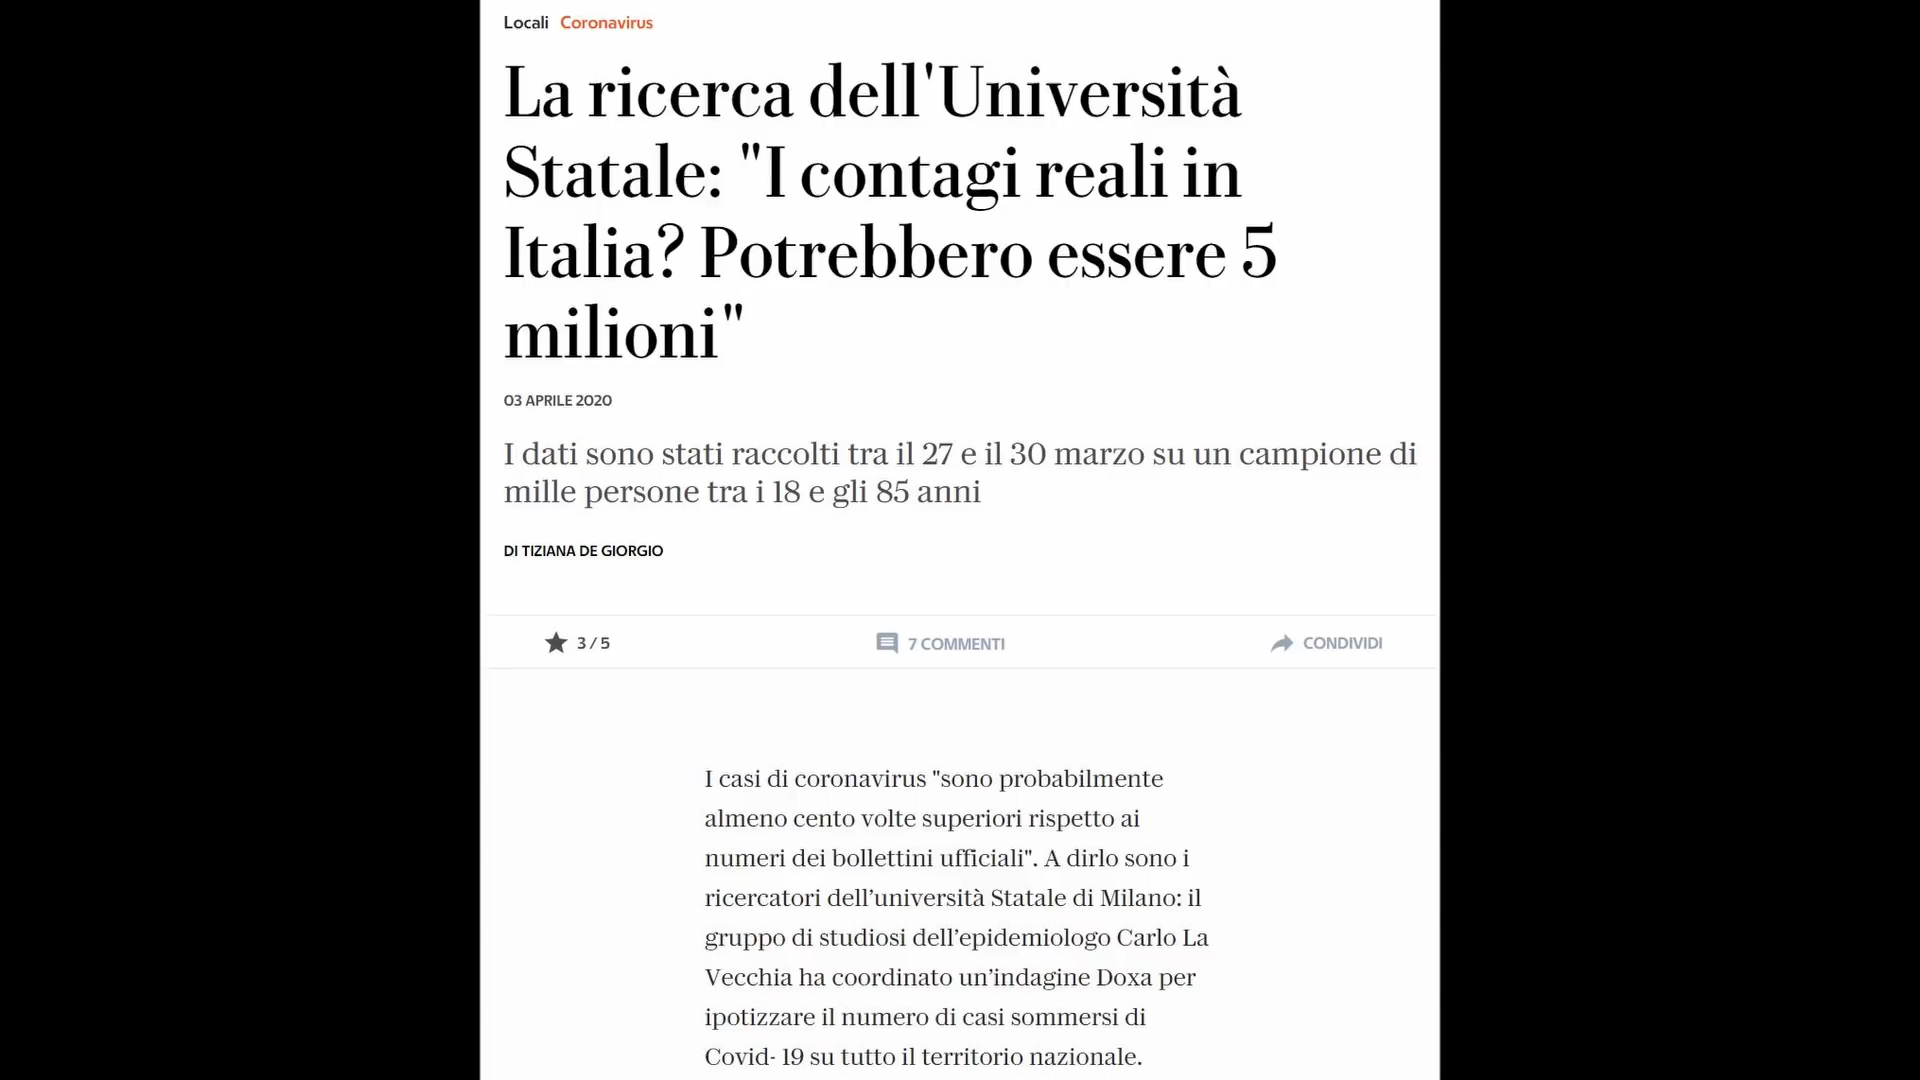 Locali Coronavirus
La ricerca dell'Università
Statale: "I contagi reali in
Italia? Potrebbero essere 5
milioni"
03 APRILE 2020
I dati sono stati raccolti tra il 27 e il 30 marzo su un campione di
mille persone tra i 18 e gli 85 anni
DI TIZIANA DE GIORGIO
3 / 5 7 COMMENTI CONDIVIDI
I casi di coronavirus "sono probabilmente
almeno cento volte superiori rispetto ai
numeri dei bollettini ufficiali". A dirlo sono i
ricercatori dell’università Statale di Milano: il
gruppo di studiosi dell’epidemiologo Carlo La
Vecchia ha coordinato un’indagine Doxa per
ipotizzare il numero di casi sommersi di
Covid- 19 su tutto il territorio nazionale.